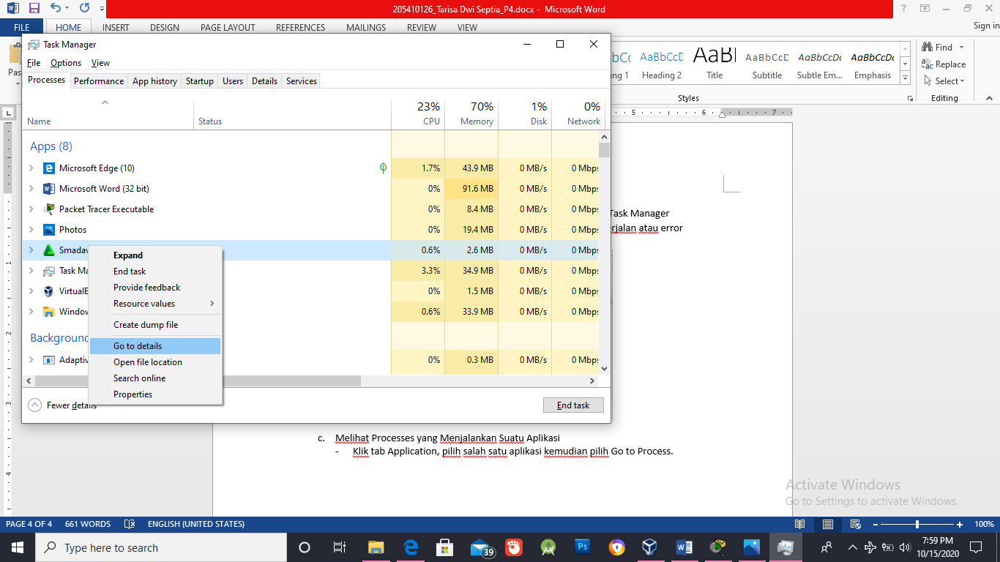 205410126_Tarisa Dwi Septia_P4.docx - Microsoft Word
FILE HOME INSERT DESIGN PAGE LAYOUT REFERENCES MAILINGS REVIEW VIEW Sign in
Task Manager
File Options View
Processes Performance App history Startup Users Details Services
23% 70% 1% 0%
Name Status CPU Memory Disk Network
Apps (8)
Microsoft Edge (10) 1.7% 43.9 MB 0 MB/s 0 Mbps
Microsoft Word (32 bit) 0% 91.6 MB 0 MB/s 0 Mbps
Packet Tracer Executable 0% 8.4 MB 0 MB/s 0 Mbps
Photos 0% 19.4 MB 0 MB/s 0 Mbps
Smadav 0.6% 2.6 MB 0 MB/s 0 Mbps
Task Ma 3.3% 34.9 MB 0 MB/s 0 Mbps
VirtualB 0% 1.5 MB 0 MB/s 0 Mbps
Window 0.6% 33.9 MB 0 MB/s 0 Mbps
Background
Adaptiv 0% 0.3 MB 0 MB/s 0 Mbps
Fewer details End task
Expand
End task
Provide feedback
Resource values
Create dump file
Go to details
Open file location
Search online
Properties
Pas
AaBbCcD AaBbCcD AaBbCcDc AaBbCcDc
ing 1 Heading 2 Title Subtitle Subtle Em... Emphasis
Styles
Find
Replace
Select
Editing
5 6 7
Task Manager
erjalan atau error
c. Melihat Processes yang Menjalankan Suatu Aplikasi
- Klik tab Application, pilih salah satu aplikasi kemudian pilih Go to Process.
Activate Windows
Go to Settings to activate Windows.
PAGE 4 OF 4 661 WORDS ENGLISH (UNITED STATES) 100%
Type here to search
39
7:59 PM
10/15/2020